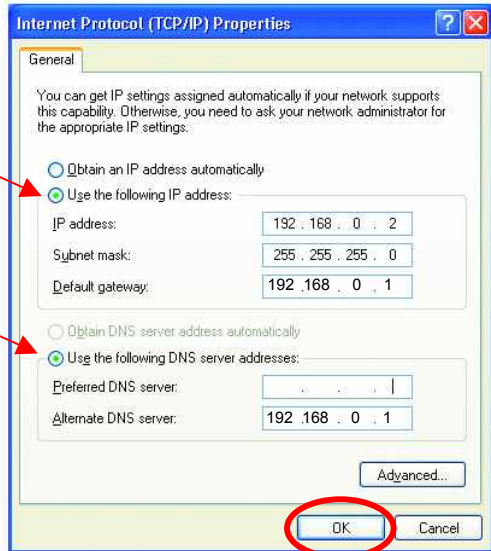 Internet Protocol (TCP/IP) Properties
General
You can get IP settings assigned automatically if your network supports
this capability. Otherwise, you need to ask your network administrator for
the appropriate IP settings.
Obtain an IP address automatically
Use the following IP address:
IP address: 192 . 168 . 0 . 2
Subnet mask: 255 . 255 . 255 . 0
Default gateway: 192 .168 . 0 . 1
Obtain DNS server address automatically
Use the following DNS server addresses:
Preferred DNS server: . . .
Alternate DNS server: 192 .168 . 0 . 1
Advanced...
OK Cancel